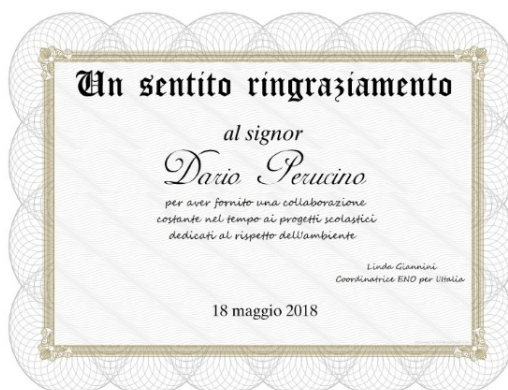 Un sentito ringraziamento
al signor
Dario Perucino
per aver fornito una collaborazione
costante nel tempo ai progetti scolastici
dedicati al rispetto dell'ambiente
Linda Giannini
Coordinatrice ENO per l'Italia
18 maggio 2018